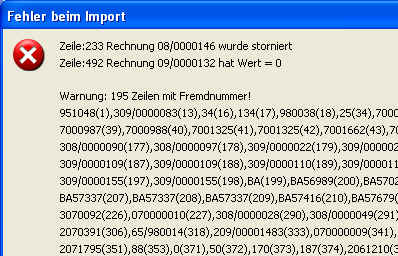 Fehler beim Import
Zeile:233 Rechnung 08/0000146 wurde storniert
Zeile:492 Rechnung 09/0000132 hat Wert = 0
Warnung: 195 Zeilen mit Fremdnummer!
951048(1),309/0000083(13),34(16),134(17),980038(18),25(34),7000
7000987(39),7000988(40),7001325(41),7001325(42),7001662(43),70
308/0000090(177),308/0000097(178),309/0000022(179),309/000002
309/0000109(187),309/0000109(188),309/0000110(189),309/000011
309/0000155(197),309/0000155(198),BA(199),BA56989(200),BA5702
BA57337(207),BA57337(208),BA57337(209),BA57416(210),BA57679(
3070092(226),070000010(227),308/0000028(290),308/0000049(291)
2070391(306),65/980014(318),209/00001483(333),070000009(341),
2071795(351),88(353),0(371),50(372),170(373),187(374),2061210(3